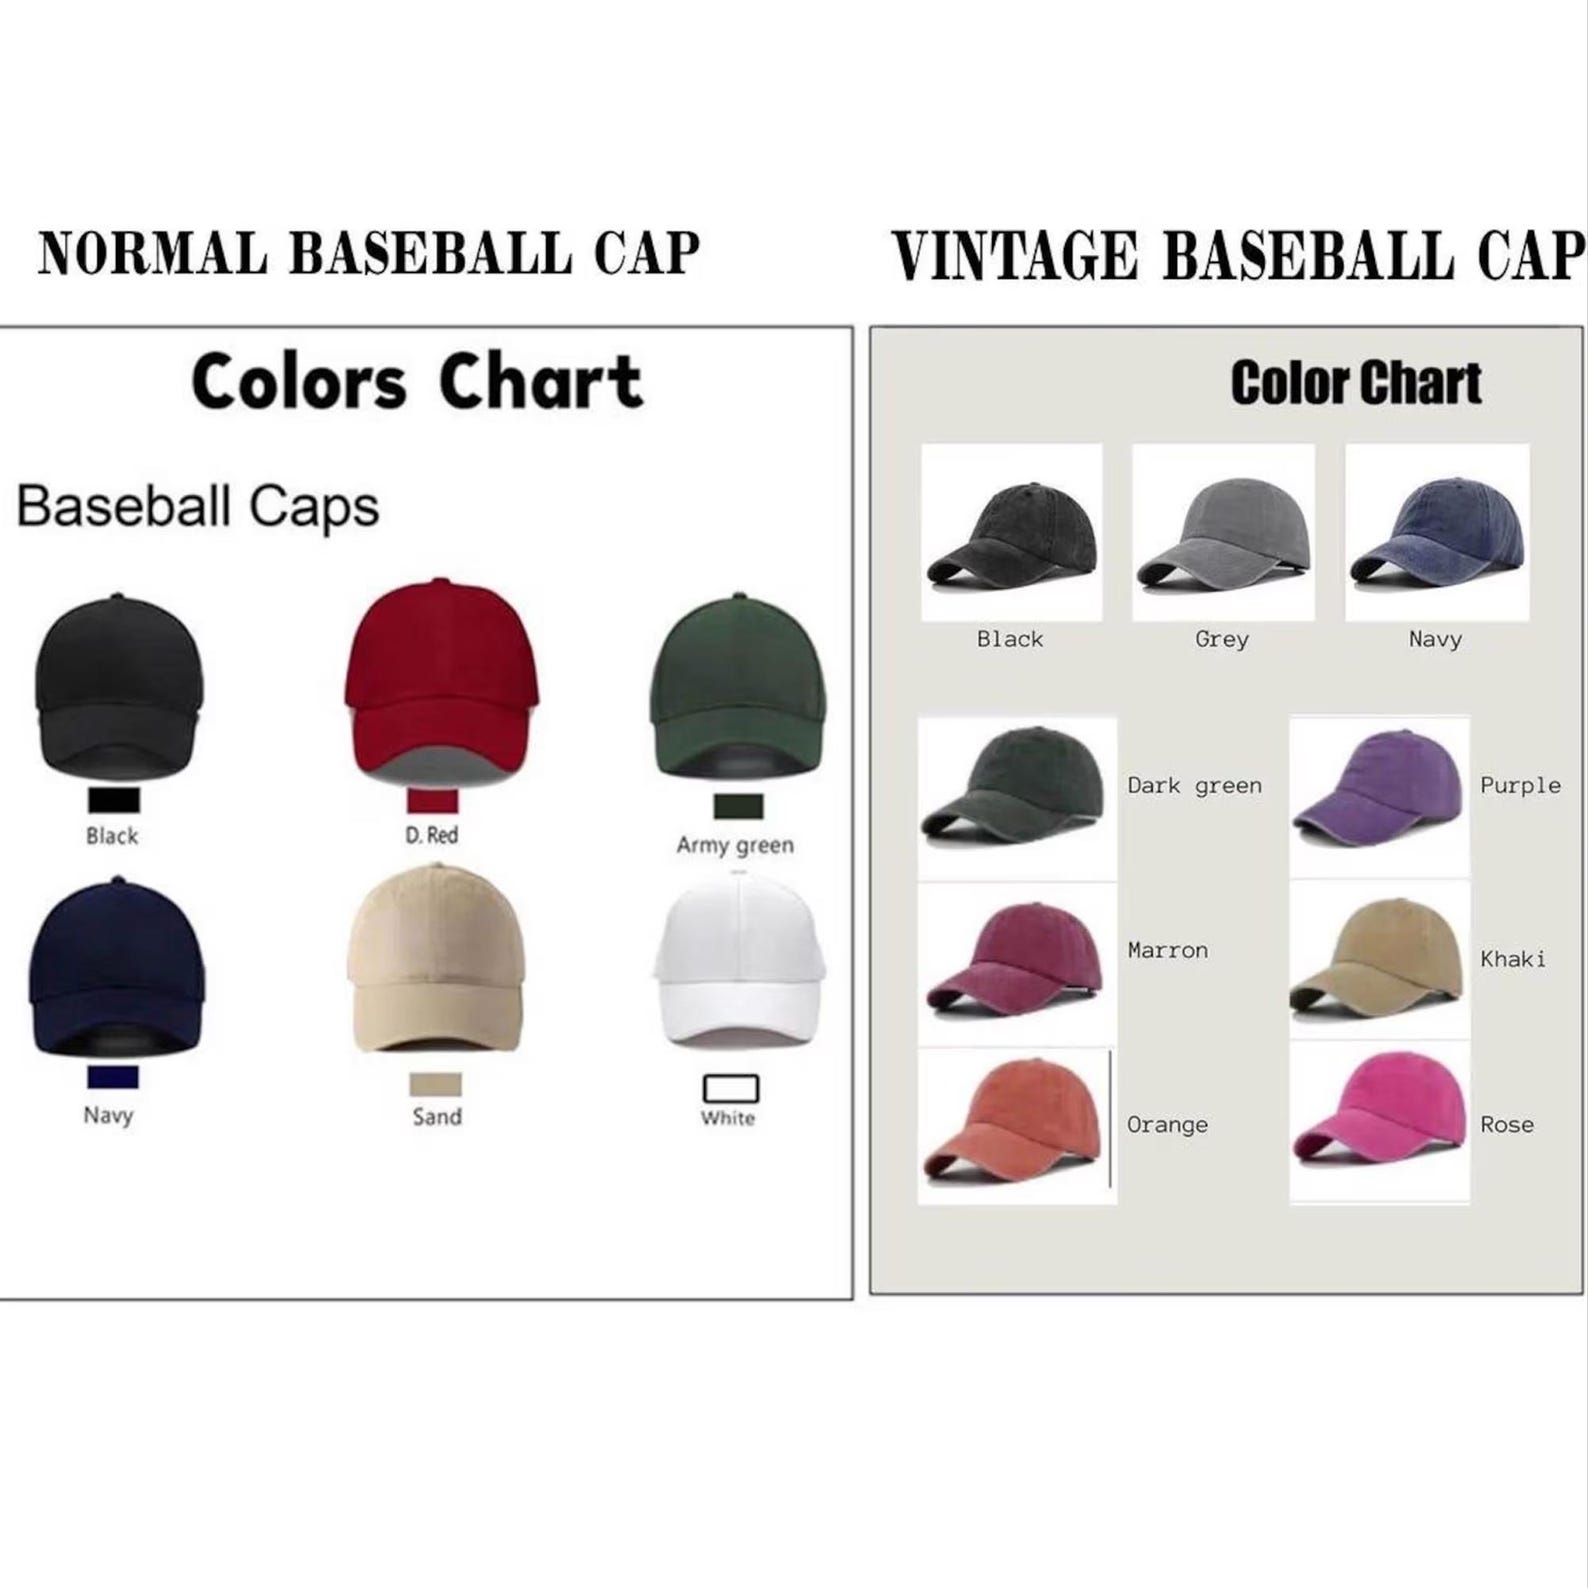 NORMAL BASEBALL CAP
Colors Chart
Baseball Caps
Black
D. Red
Army green
Navy
Sand
White
VINTAGE BASEBALL CAP
Color Chart
Black
Grey
Navy
Dark green
Purple
Marron
Khaki
Orange
Rose